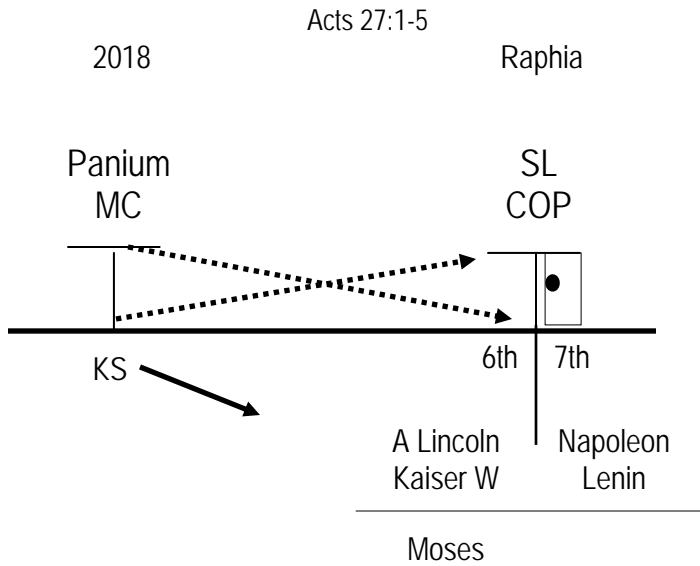 Acts 27:1-5
2018 Raphia
Panium SL
MC COP
KS 6th 7th
A Lincoln Napoleon
Kaiser W Lenin
Moses